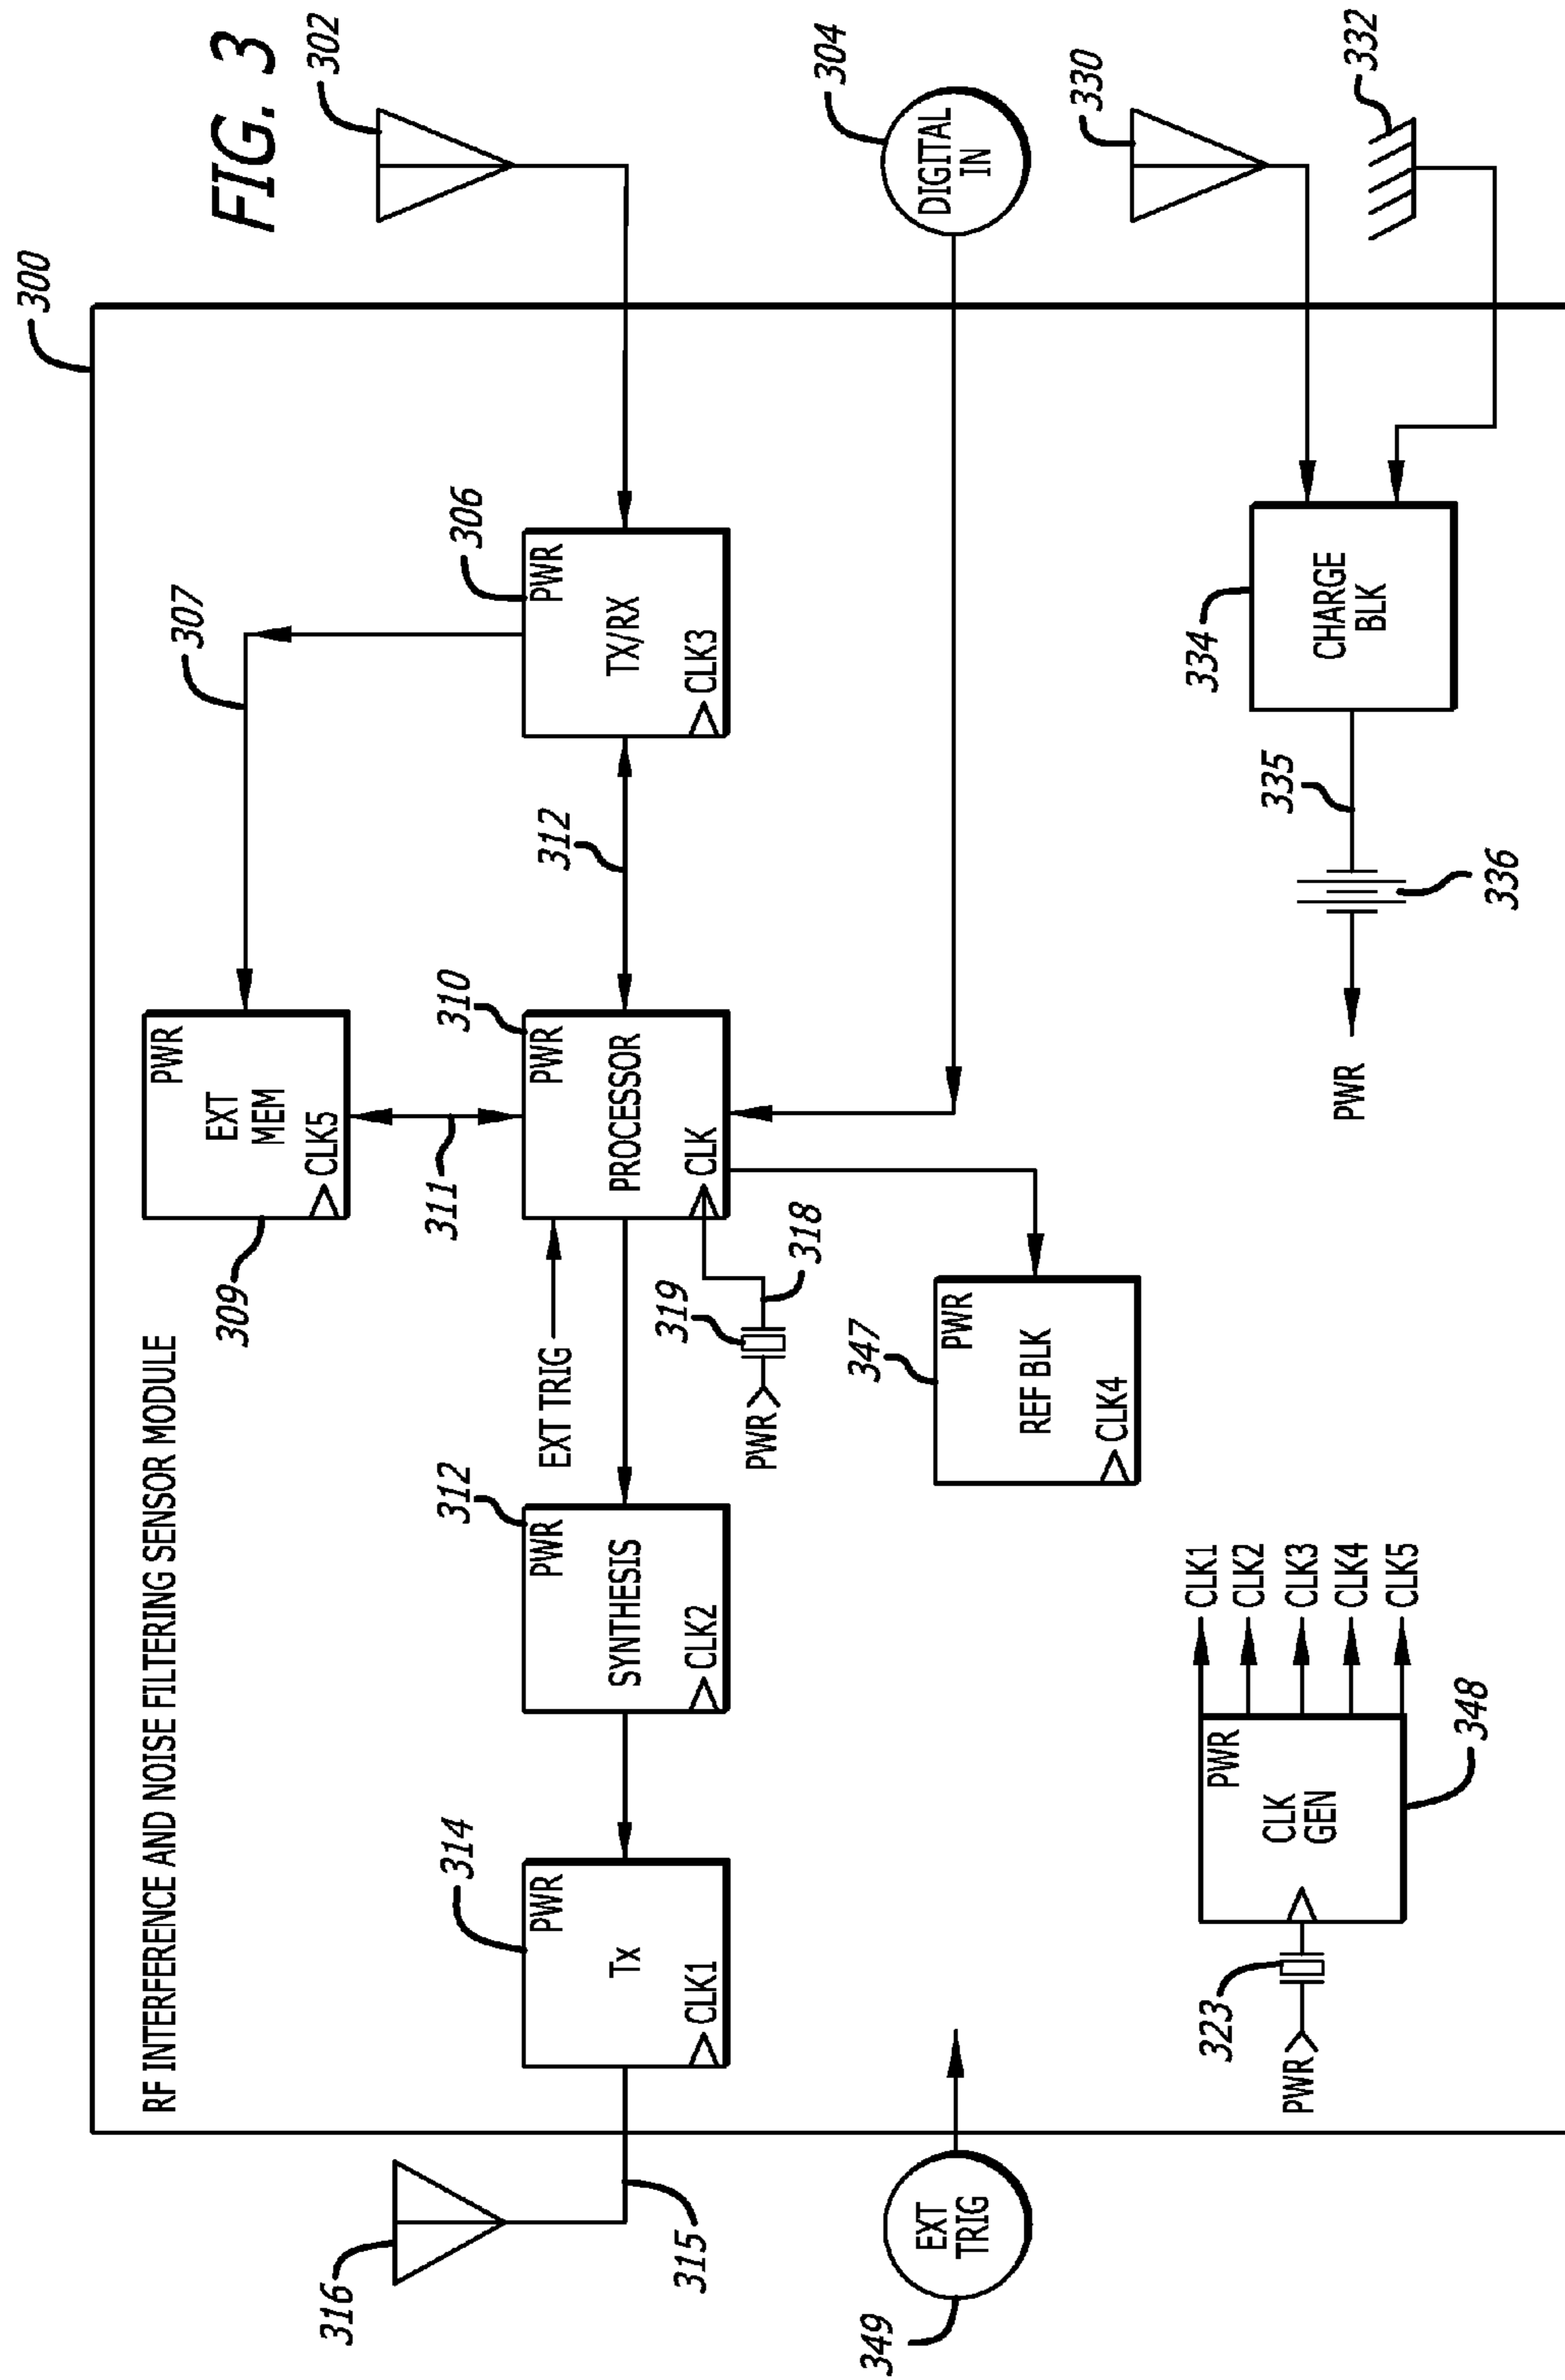 FIG. 3
300
RF INTERFERENCE AND NOISE FILTERING SENSOR MODULE
302
304
DIGITAL
IN
330
332
306
PWR
TX/RX
CLK3
307
309
PWR
EXT
MEM
CLK5
311
312
310
PWR
PROCESSOR
CLK
EXT TRIG
318
319
PWR
347
PWR
REF BLK
CLK4
312
PWR
SYNTHESIS
CLK2
314
PWR
Tx
CLK1
315
316
349
EXT
TRIG
334
CHARGE
BLK
335
336
PWR
348
PWR
CLK
GEN
CLK1
CLK2
CLK3
CLK4
CLK5
323
PWR